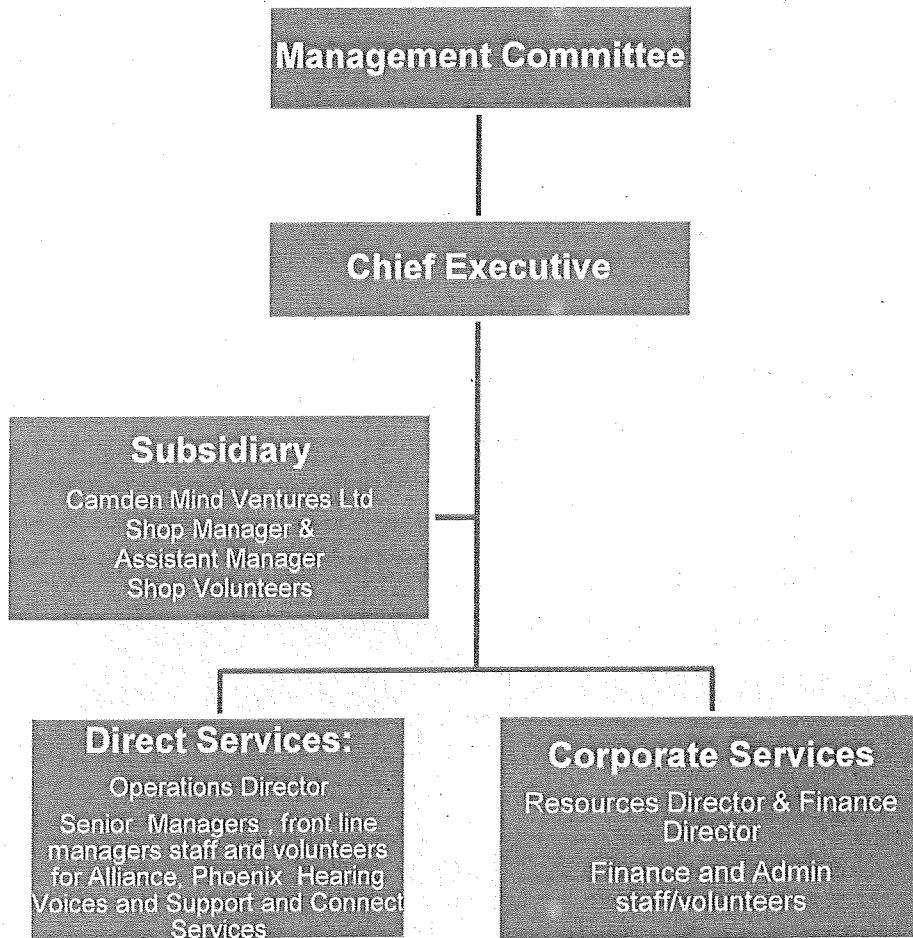 Management Committee
Chief Executive
Subsidiary
Camden Mind Ventures Ltd
Shop Manager &
Assistant Manager
Shop Volunteers
Direct Services:
Operations Director
Senior Managers , front line
managers staff and volunteers
for Alliance, Phoenix Hearing
Voices and Support and Connect
Services
Corporate Services
Resources Director & Finance
Director
Finance and Admin
staff/volunteers